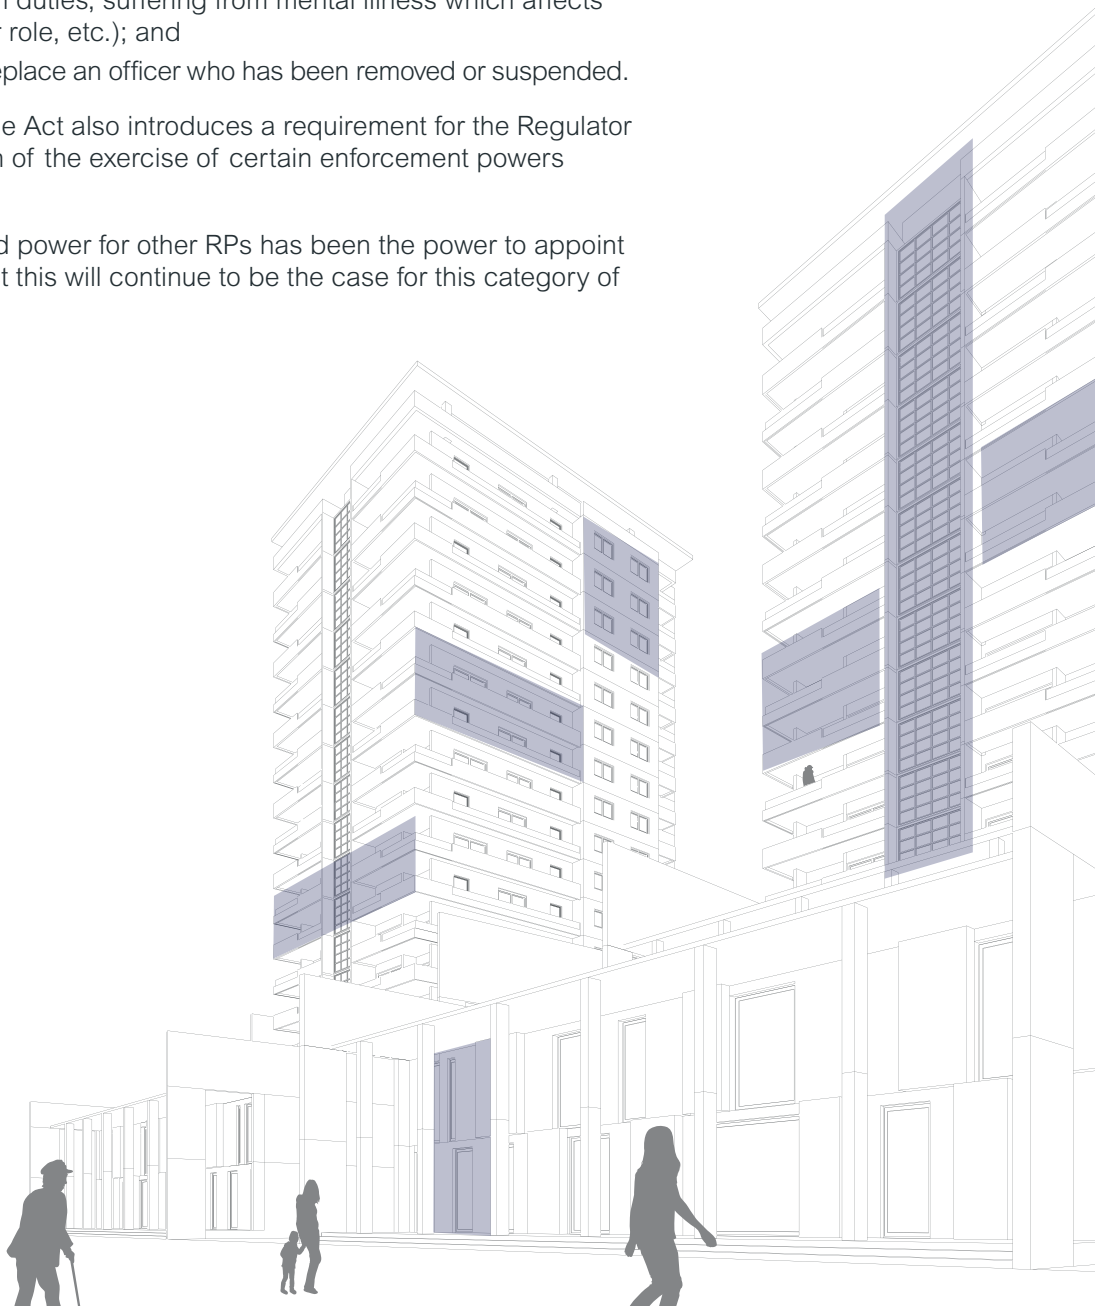 duties, suffering from mental illness which affects
role, etc.); and
place an officer who has been removed or suspended.
Act also introduces a requirement for the Regulator
of the exercise of certain enforcement powers
power for other RPs has been the power to appoint
this will continue to be the case for this category of